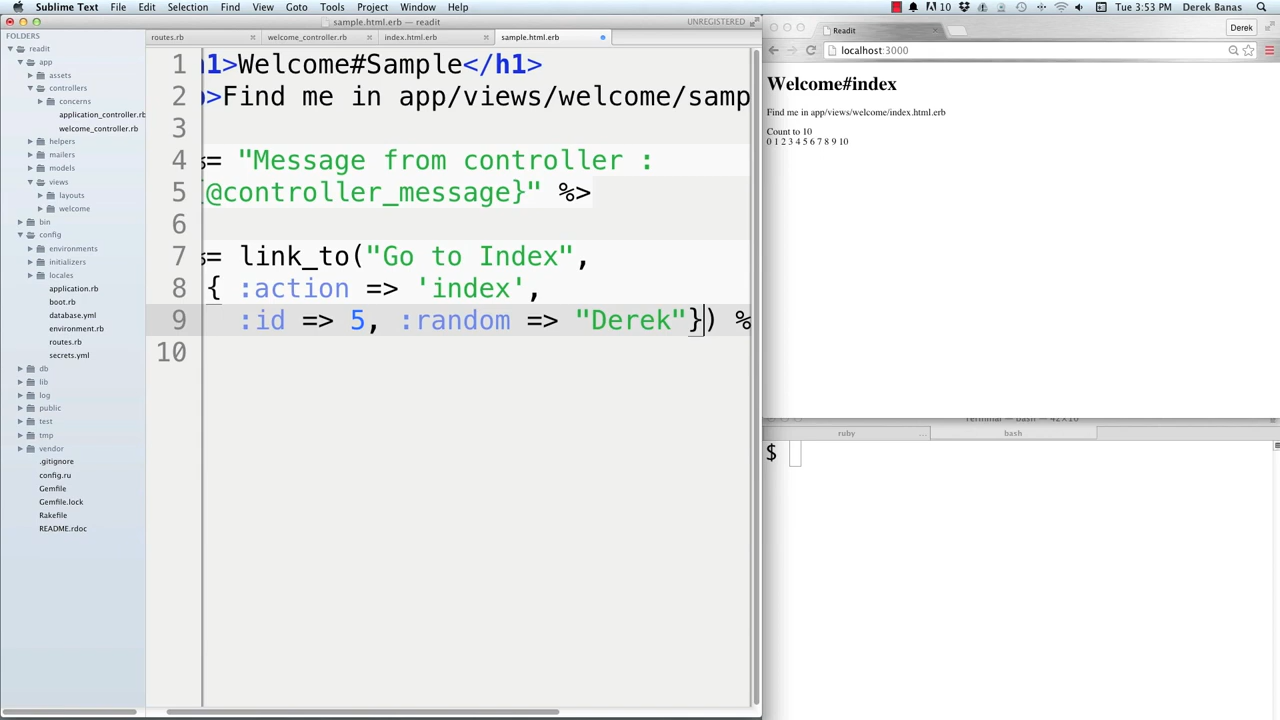 Sublime Text File Edit Selection Find View Goto Tools Project Window Help
10 Tue 3:53 PM Derek Banas
sample.html.erb — readit
UNREGISTERED
FOLDERS
readit
app
assets
controllers
concerns
application_controller.rb
welcome_controller.rb
helpers
mailers
models
views
layouts
welcome
bin
config
environments
initializers
locales
application.rb
boot.rb
database.yml
environment.rb
routes.rb
secrets.yml
db
lib
log
public
test
tmp
vendor
.gitignore
config.ru
Gemfile
Gemfile.lock
Rakefile
README.rdoc
routes.rb welcome_controller.rb index.html.erb sample.html.erb
1 h1>Welcome#Sample</h1>
2 >Find me in app/views/welcome/samp
3
4 = "Message from controller :
5 {@controller_message}" %>
6
7 = link_to("Go to Index",
8 { :action => 'index',
9 :id => 5, :random => "Derek"}) %
10
Readit
Derek
localhost:3000
Welcome#index
Find me in app/views/welcome/index.html.erb
Count to 10
0 1 2 3 4 5 6 7 8 9 10
Terminal — bash — 42×10
ruby ... bash
$